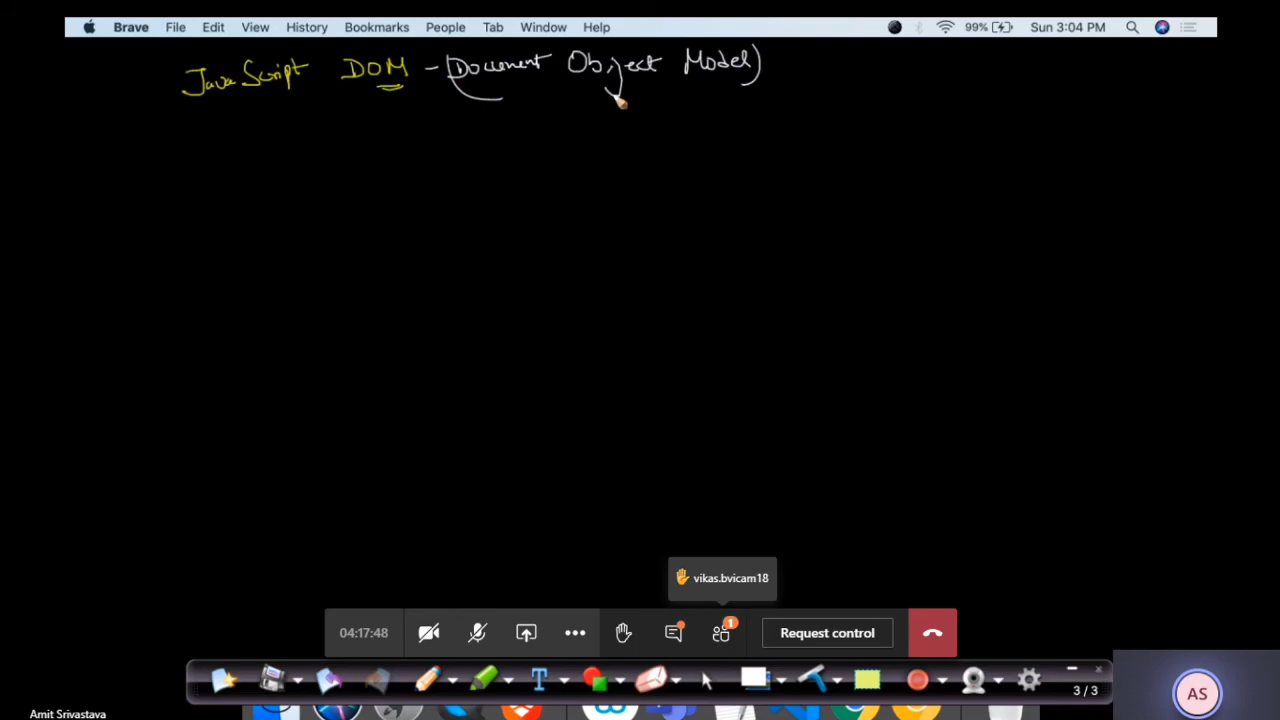 Brave File Edit View History Bookmarks People Tab Window Help 99% Sun 3:04 PM
JavaScript DOM - Document Object Model)
vikas.bvicam18
04:17:48 1 Request control
T 3 / 3
AS
Amit Srivastava